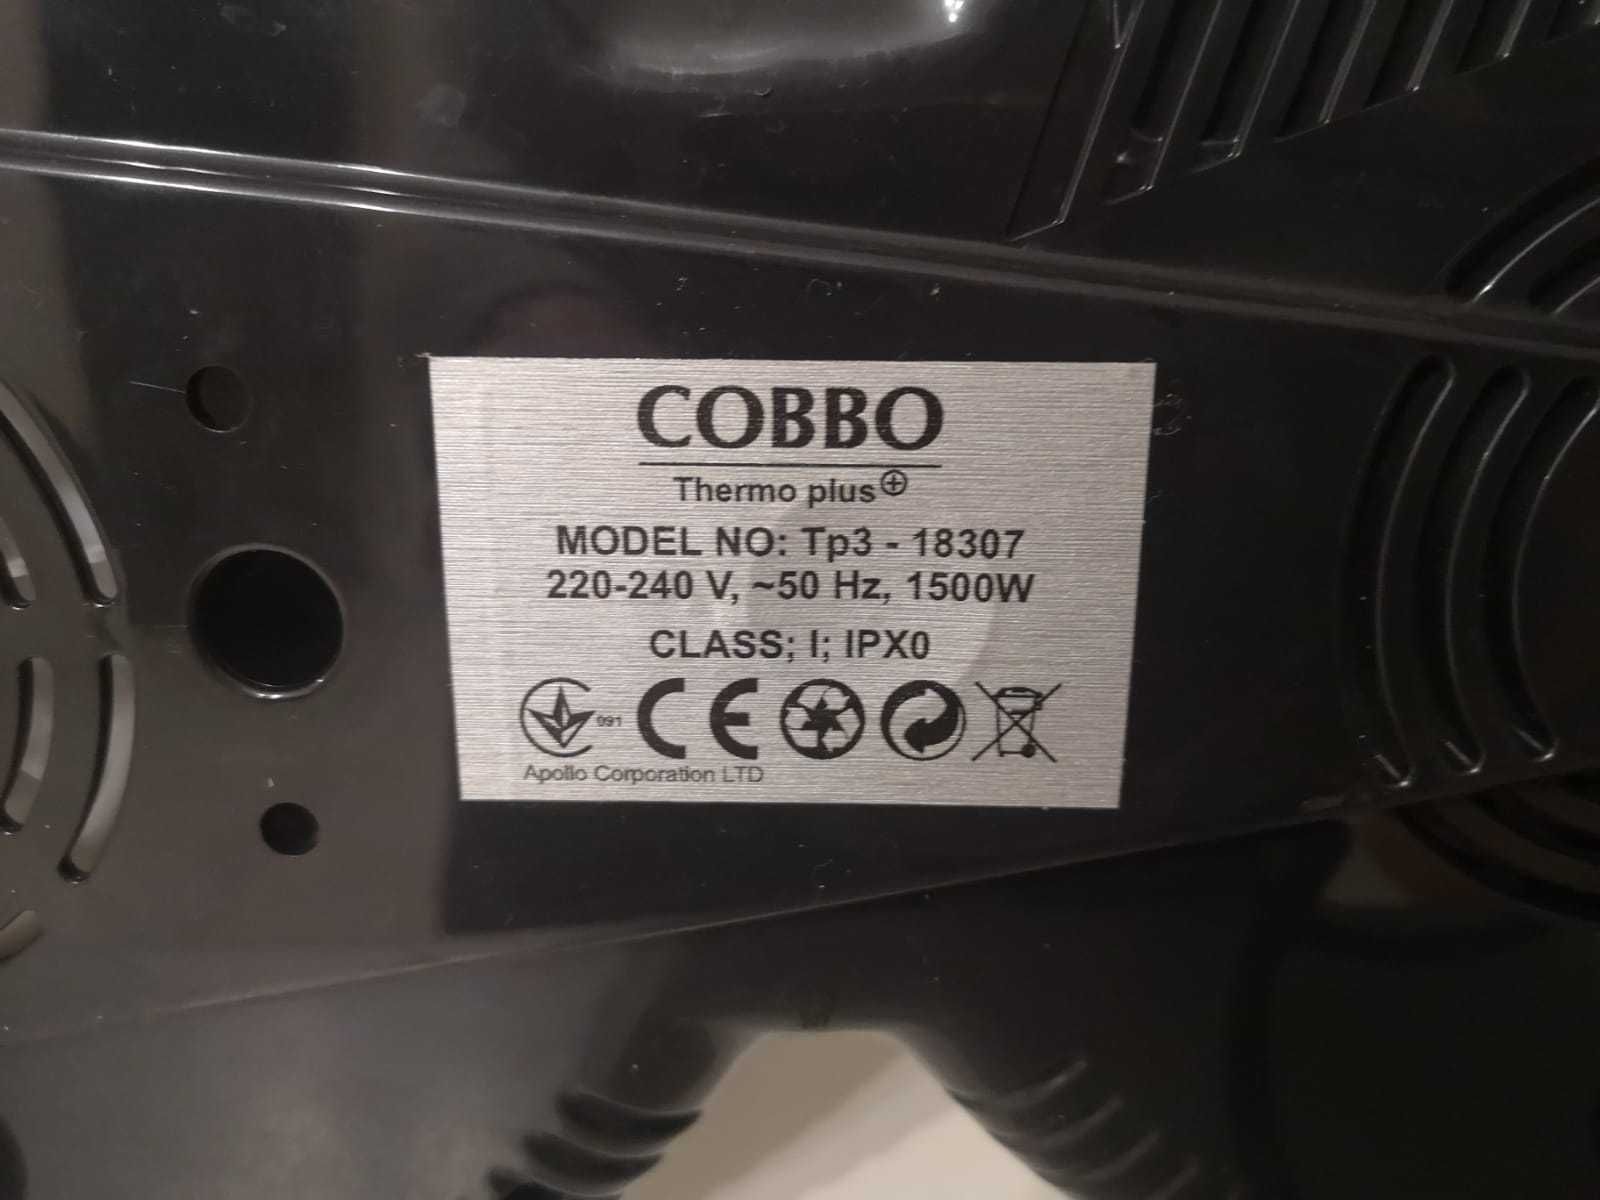 COBBO
Thermo plus
MODEL NO: Tp3 - 18307
220-240 V, ~50 Hz, 1500W
CLASS; I; IPX0
091 CE
Apollo Corporation LTD